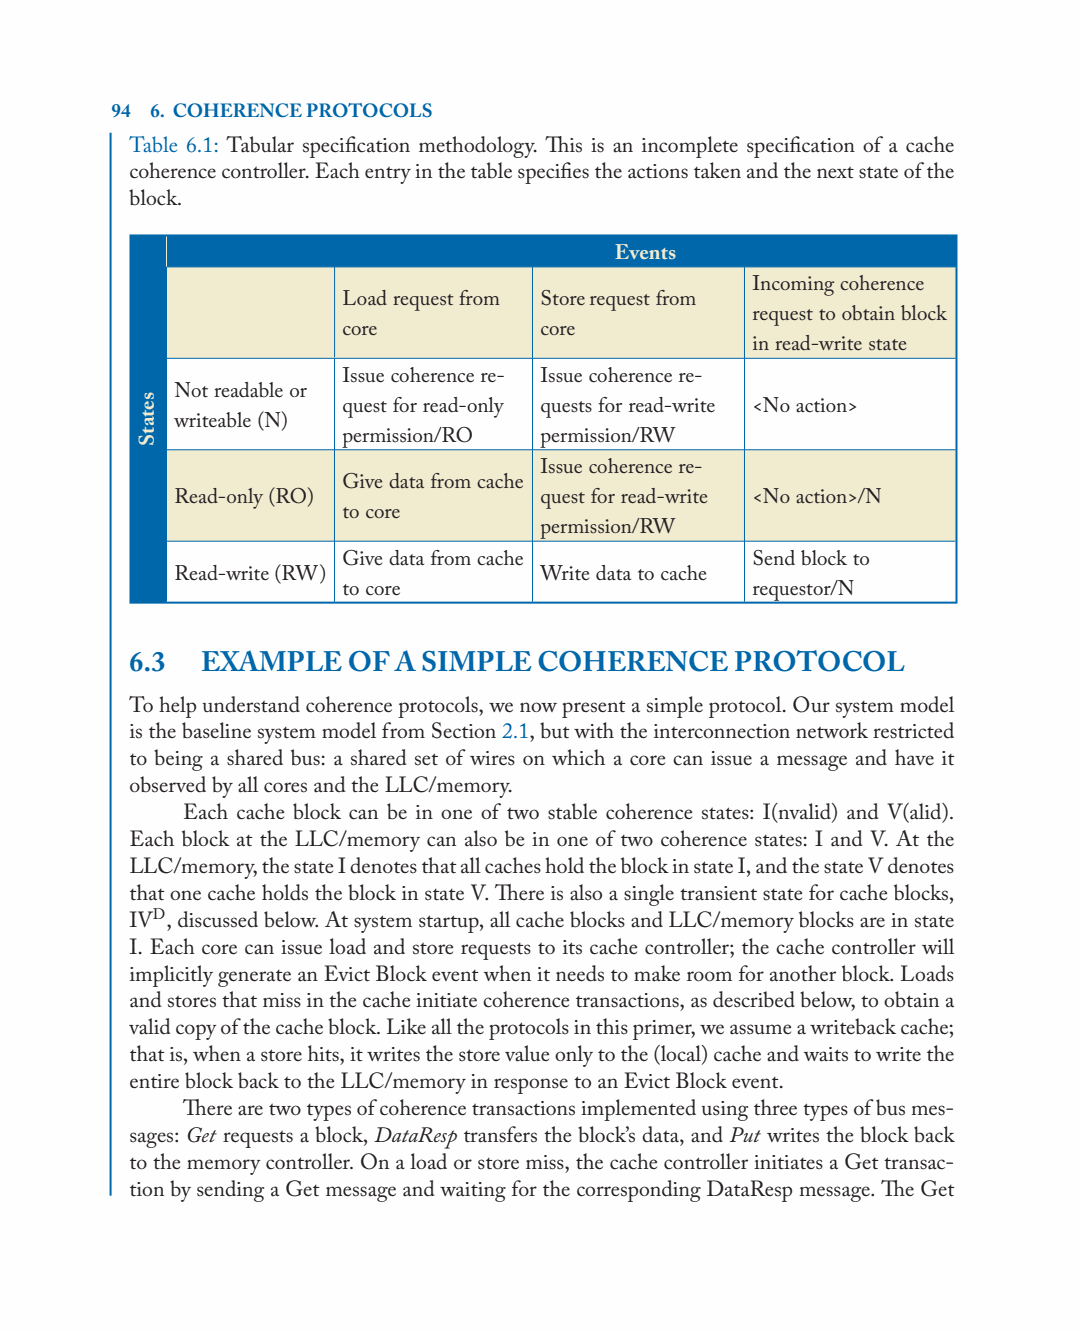 94 6. COHERENCE PROTOCOLS
Table 6.1: Tabular specification methodology. This is an incomplete specification of a cache
coherence controller. Each entry in the table specifies the actions taken and the next state of the
block.
Events
Load request from
core
Store request from
core
Incoming coherence
request to obtain block
in read-write state
States
Not readable or
writeable (N)
Issue coherence re-
quest for read-only
permission/RO
Issue coherence re-
quests for read-write
permission/RW
<No action>
Read-only (RO)
Give data from cache
to core
Issue coherence re-
quest for read-write
permission/RW
<No action>/N
Read-write (RW)
Give data from cache
to core
Write data to cache
Send block to
requestor/N
6.3 EXAMPLE OF A SIMPLE COHERENCE PROTOCOL
To help understand coherence protocols, we now present a simple protocol. Our system model
is the baseline system model from Section 2.1, but with the interconnection network restricted
to being a shared bus: a shared set of wires on which a core can issue a message and have it
observed by all cores and the LLC/memory.
Each cache block can be in one of two stable coherence states: I(nvalid) and V(alid).
Each block at the LLC/memory can also be in one of two coherence states: I and V. At the
LLC/memory, the state I denotes that all caches hold the block in state I, and the state V denotes
that one cache holds the block in state V. There is also a single transient state for cache blocks,
IVᴰ, discussed below. At system startup, all cache blocks and LLC/memory blocks are in state
I. Each core can issue load and store requests to its cache controller; the cache controller will
implicitly generate an Evict Block event when it needs to make room for another block. Loads
and stores that miss in the cache initiate coherence transactions, as described below, to obtain a
valid copy of the cache block. Like all the protocols in this primer, we assume a writeback cache;
that is, when a store hits, it writes the store value only to the (local) cache and waits to write the
entire block back to the LLC/memory in response to an Evict Block event.
There are two types of coherence transactions implemented using three types of bus mes-
sages: Get requests a block, DataResp transfers the block's data, and Put writes the block back
to the memory controller. On a load or store miss, the cache controller initiates a Get transac-
tion by sending a Get message and waiting for the corresponding DataResp message. The Get